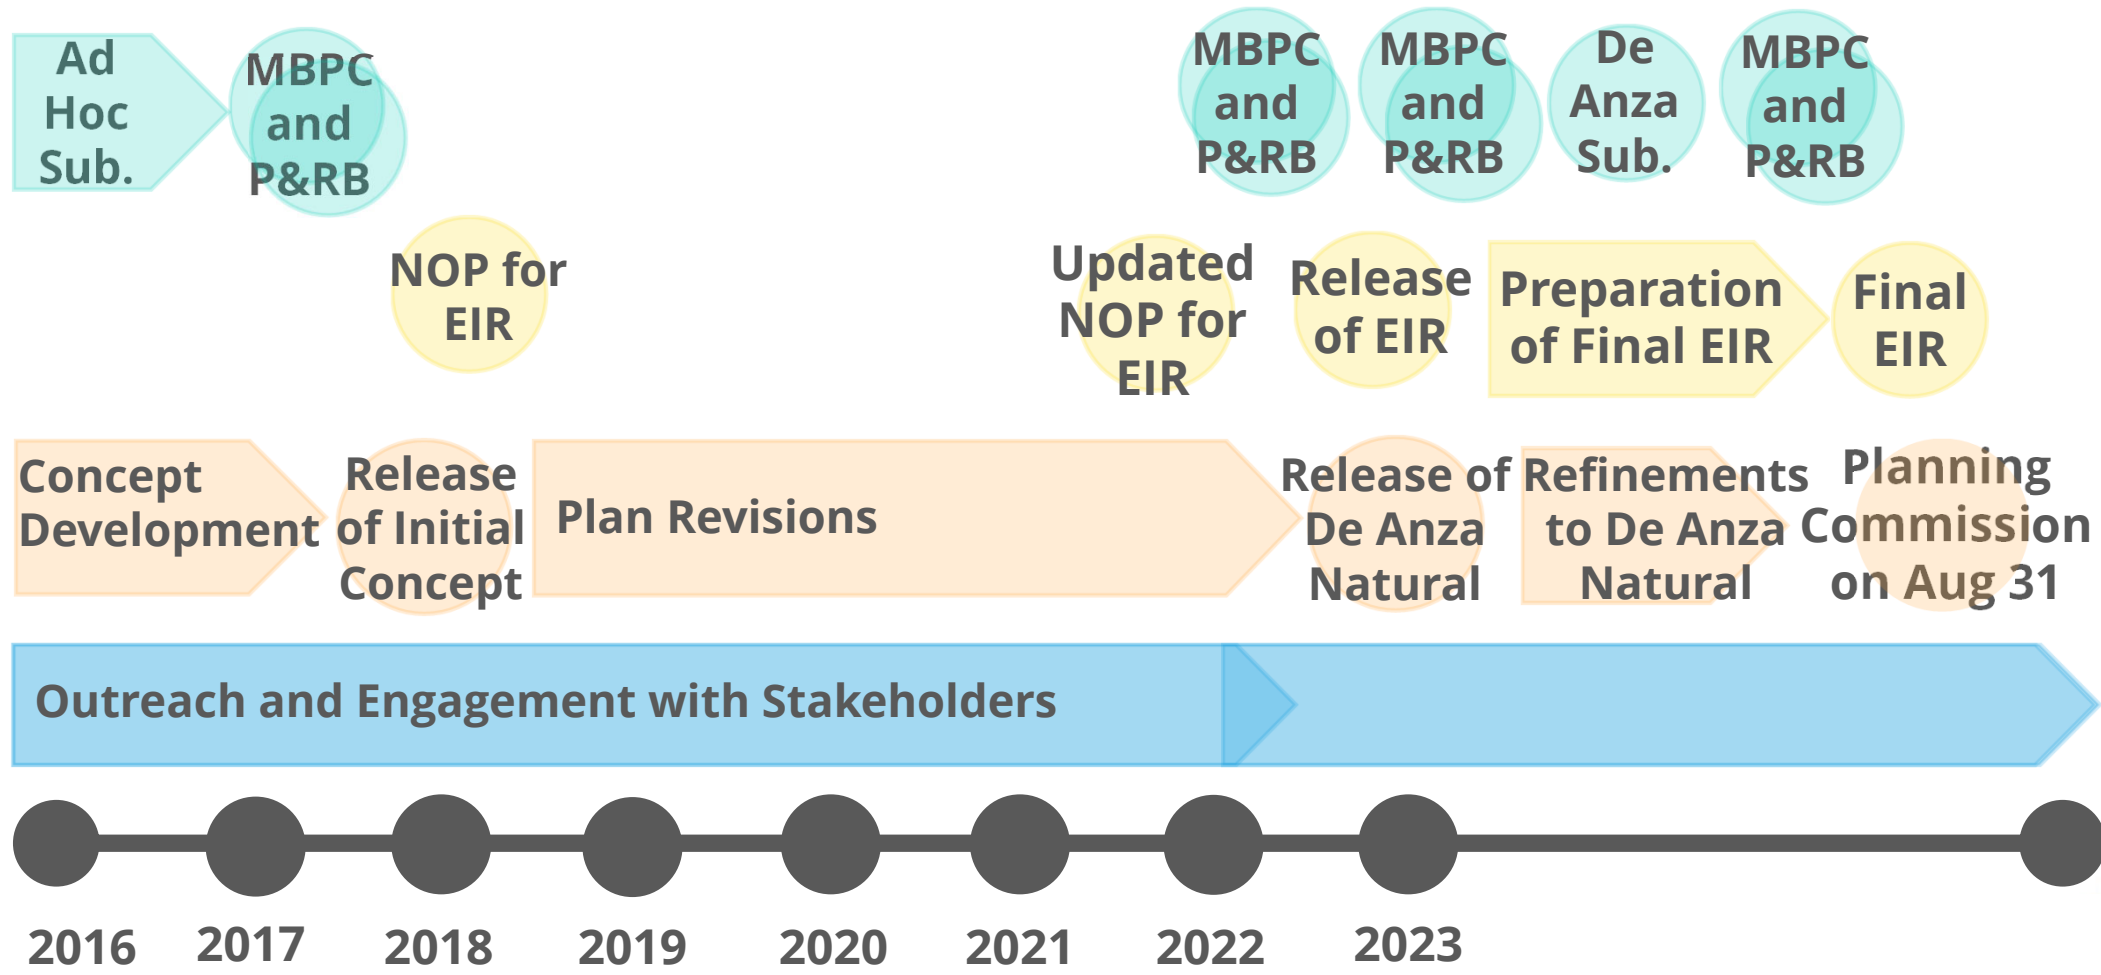 Ad
Hoc
Sub.
MBPC
and
P&RB
MBPC
and
P&RB
MBPC
and
P&RB
De
Anza
Sub.
MBPC
and
P&RB
NOP for
EIR
Updated
NOP for
EIR
Release
of EIR
Preparation
of Final EIR
Final
EIR
Concept
Development
Release
of Initial
Concept
Plan Revisions
Release of
De Anza
Natural
Refinements
to De Anza
Natural
Planning
Commission
on Aug 31
Outreach and Engagement with Stakeholders
2016
2017
2018
2019
2020
2021
2022
2023